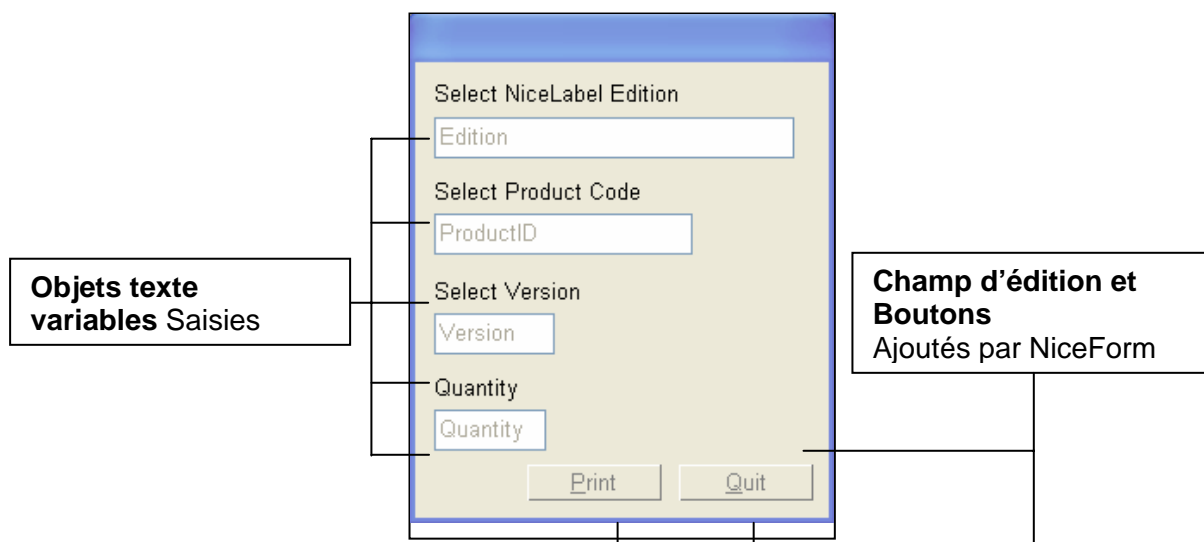 Select NiceLabel Edition
Edition
Select Product Code
ProductID
Select Version
Version
Quantity
Quantity
Print
Quit
Objets texte
variables Saisies
Champ d’édition et
Boutons
Ajoutés par NiceForm